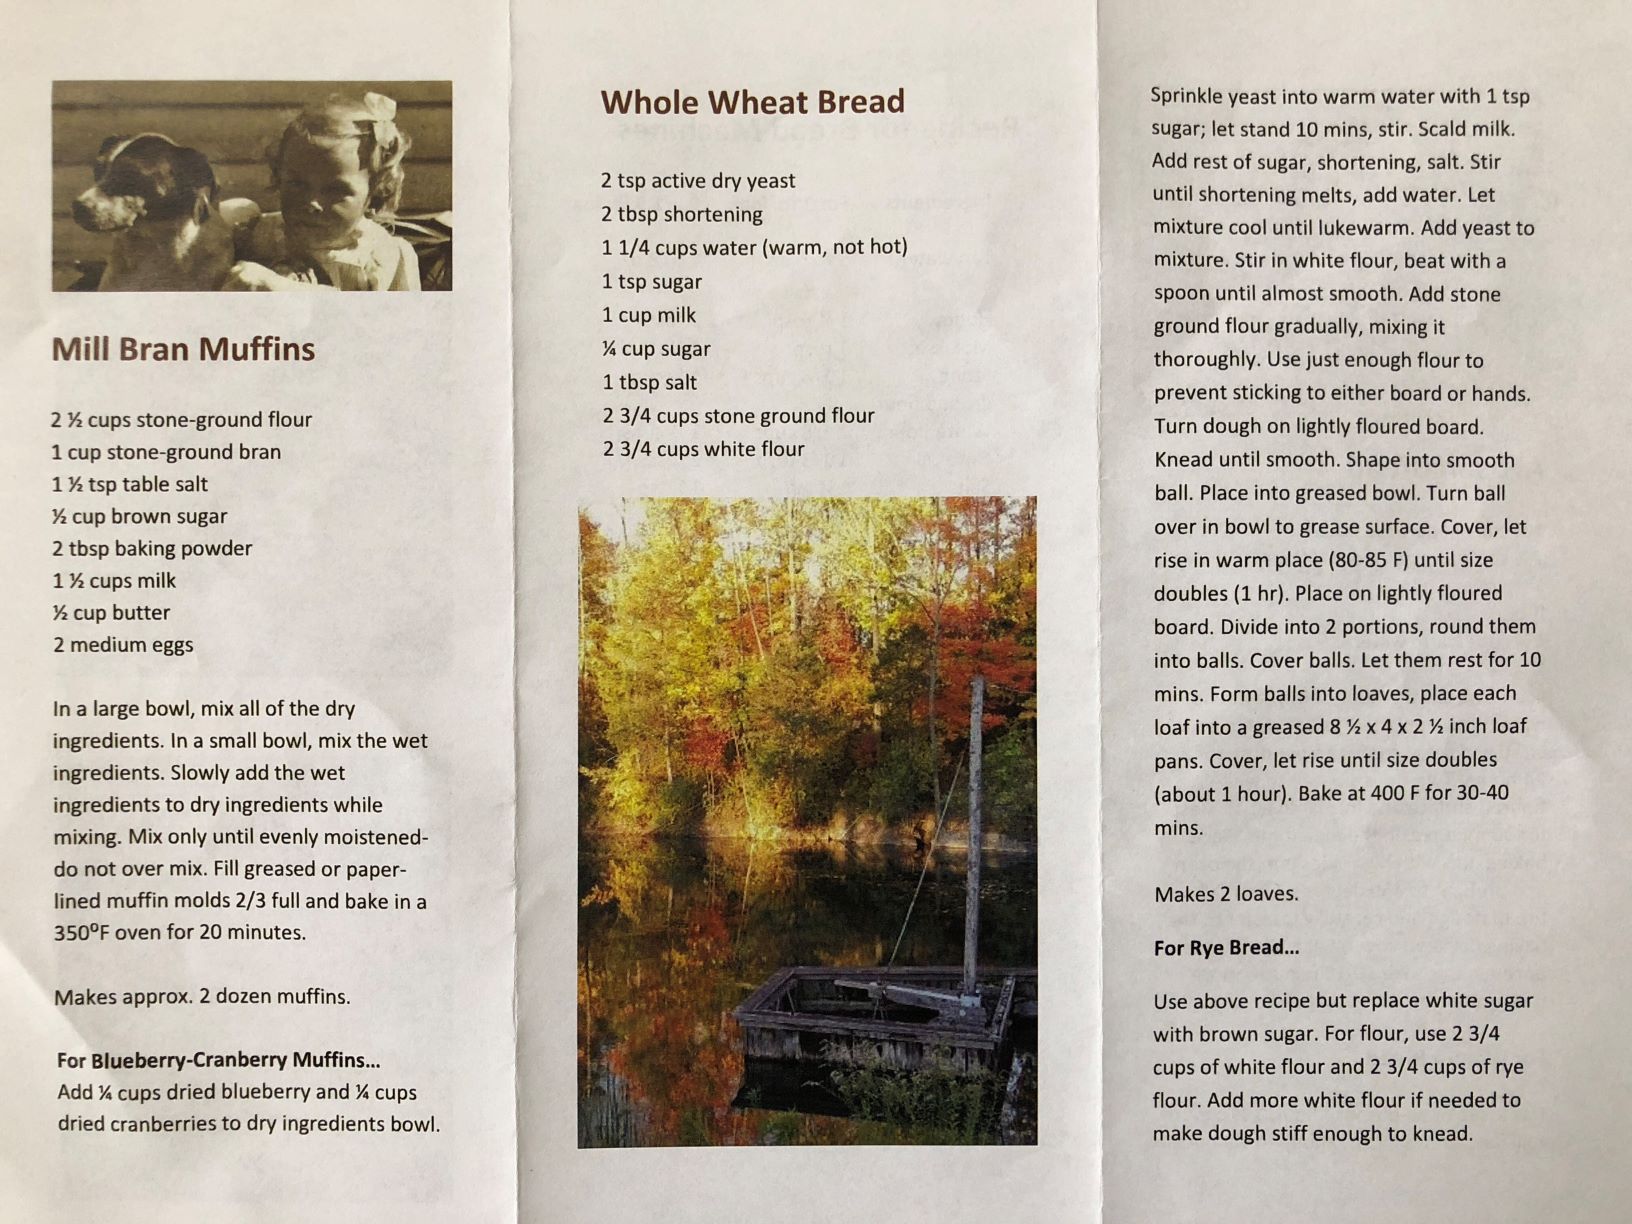 Mill Bran Muffins
2 ½ cups stone-ground flour
1 cup stone-ground bran
1 ½ tsp table salt
½ cup brown sugar
2 tbsp baking powder
1 ½ cups milk
½ cup butter
2 medium eggs
In a large bowl, mix all of the dry
ingredients. In a small bowl, mix the wet
ingredients. Slowly add the wet
ingredients to dry ingredients while
mixing. Mix only until evenly moistened-
do not over mix. Fill greased or paper-
lined muffin molds 2/3 full and bake in a
350ºF oven for 20 minutes.
Makes approx. 2 dozen muffins.
For Blueberry-Cranberry Muffins...
Add ¼ cups dried blueberry and ¼ cups
dried cranberries to dry ingredients bowl.
Whole Wheat Bread
2 tsp active dry yeast
2 tbsp shortening
1 1/4 cups water (warm, not hot)
1 tsp sugar
1 cup milk
¼ cup sugar
1 tbsp salt
2 3/4 cups stone ground flour
2 3/4 cups white flour
Sprinkle yeast into warm water with 1 tsp
sugar; let stand 10 mins, stir. Scald milk.
Add rest of sugar, shortening, salt. Stir
until shortening melts, add water. Let
mixture cool until lukewarm. Add yeast to
mixture. Stir in white flour, beat with a
spoon until almost smooth. Add stone
ground flour gradually, mixing it
thoroughly. Use just enough flour to
prevent sticking to either board or hands.
Turn dough on lightly floured board.
Knead until smooth. Shape into smooth
ball. Place into greased bowl. Turn ball
over in bowl to grease surface. Cover, let
rise in warm place (80-85 F) until size
doubles (1 hr). Place on lightly floured
board. Divide into 2 portions, round them
into balls. Cover balls. Let them rest for 10
mins. Form balls into loaves, place each
loaf into a greased 8 ½ x 4 x 2 ½ inch loaf
pans. Cover, let rise until size doubles
(about 1 hour). Bake at 400 F for 30-40
mins.
Makes 2 loaves.
For Rye Bread...
Use above recipe but replace white sugar
with brown sugar. For flour, use 2 3/4
cups of white flour and 2 3/4 cups of rye
flour. Add more white flour if needed to
make dough stiff enough to knead.